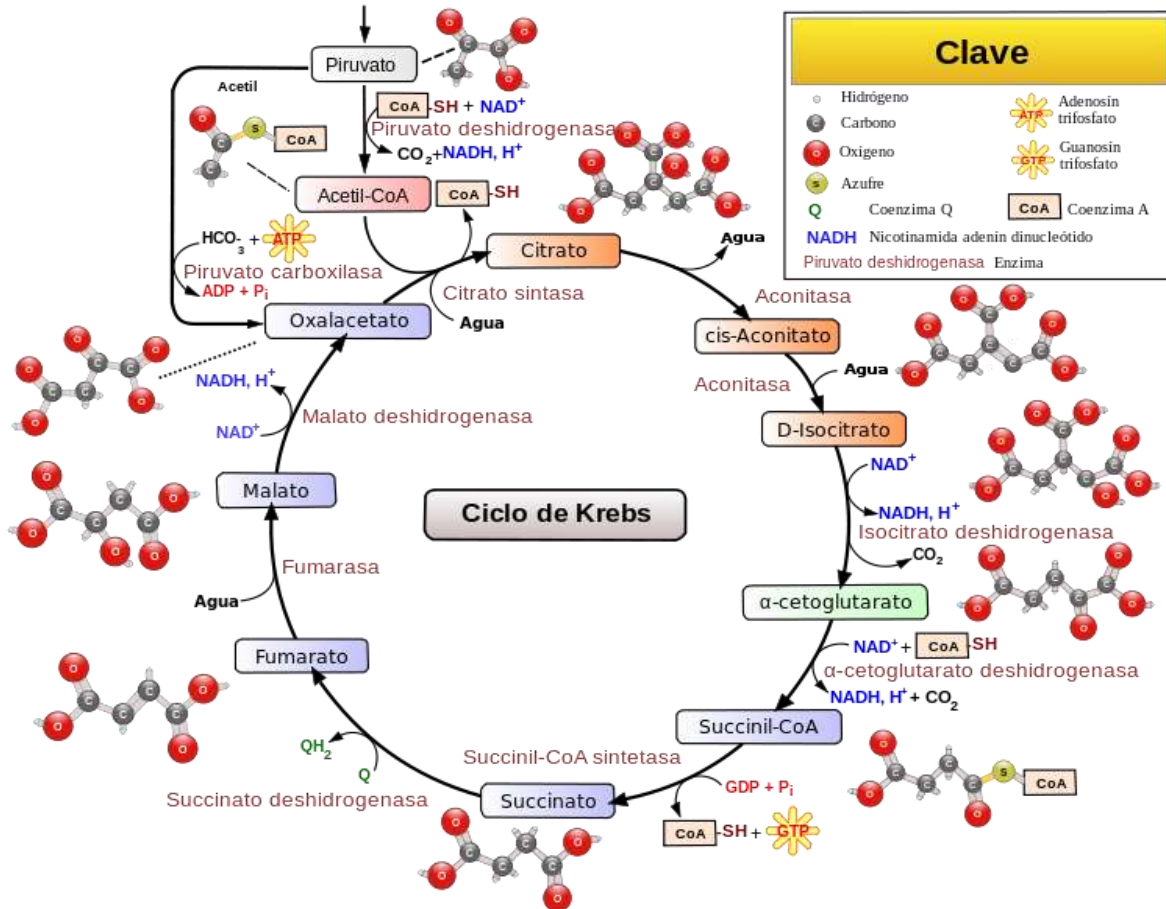 Piruvato
Acetil
CoA-SH + NAD+
Piruvato deshidrogenasa
CO2+NADH, H+
S
CoA
Acetil-CoA
CoA-SH
HCO3- + ATP
Piruvato carboxilasa
ADP + Pi
Oxalacetato
Citrato
Citrato sintasa
Agua
Agua
Aconitasa
cis-Aconitato
Aconitasa
Agua
D-Isocitrato
NAD+
NADH, H+
Isocitrato deshidrogenasa
CO2
α-cetoglutarato
NAD+ + CoA-SH
α-cetoglutarato deshidrogenasa
NADH, H+ + CO2
Succinil-CoA
S
CoA
Succinil-CoA sintetasa
GDP + Pi
CoA-SH + GTP
Succinato
QH2
Q
Succinato deshidrogenasa
Fumarato
Agua
Fumarasa
Malato
NADH, H+
NAD+
Malato deshidrogenasa
Ciclo de Krebs
Clave
Hidrógeno
C Carbono
O Oxígeno
S Azufre
Q Coenzima Q
ATP Adenosín
trifosfato
GTP Guanosín
trifosfato
CoA Coenzima A
NADH Nicotinamida adenín dinucleótido
Piruvato deshidrogenasa Enzima